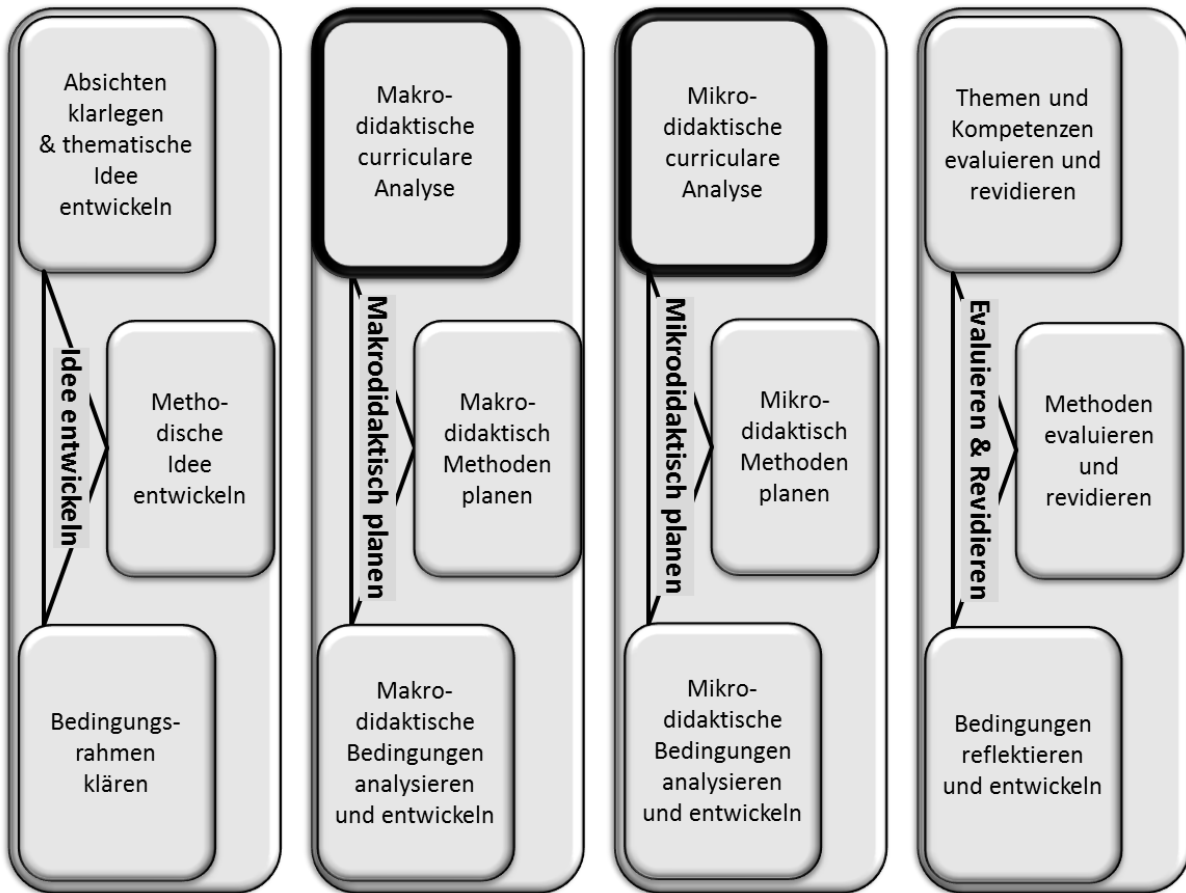 Absichten
klarlegen
& thematische
Idee
entwickeln
Idee entwickeln
Metho-
dische
Idee
entwickeln
Bedingungs-
rahmen
klären
Makro-
didaktische
curriculare
Analyse
Makrodidaktisch planen
Makro-
didaktisch
Methoden
planen
Makro-
didaktische
Bedingungen
analysieren
und entwickeln
Mikro-
didaktische
curriculare
Analyse
Mikrodidaktisch planen
Mikro-
didaktisch
Methoden
planen
Mikro-
didaktische
Bedingungen
analysieren
und entwickeln
Themen und
Kompetenzen
evaluieren und
revidieren
Evaluieren & Revidieren
Methoden
evaluieren
und
revidieren
Bedingungen
reflektieren
und entwickeln